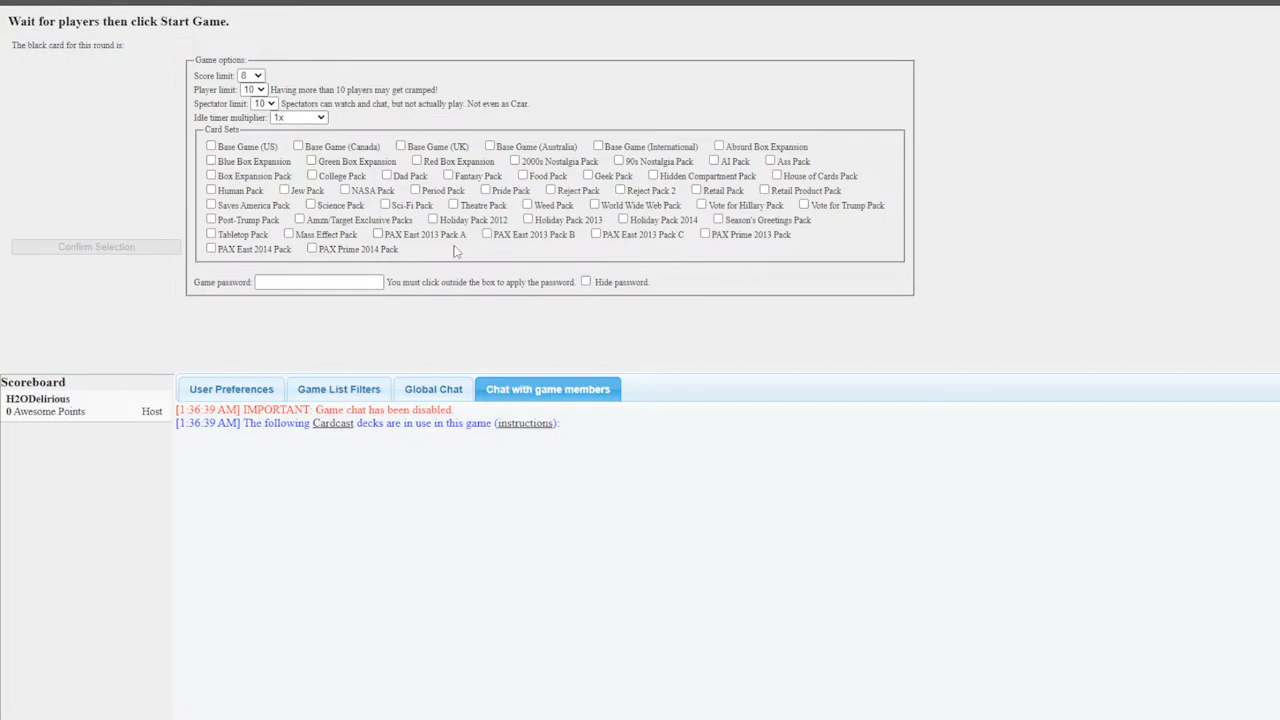 Wait for players then click Start Game.
The black card for this round is:
Game options:
Score limit: 8
Player limit: 10 Having more than 10 players may get cramped!
Spectator limit: 10 Spectators can watch and chat, but not actually play. Not even as Czar.
Idle timer multiplier: 1x
Card Sets
Base Game (US) Base Game (Canada) Base Game (UK) Base Game (Australia) Base Game (International) Absurd Box Expansion
Blue Box Expansion Green Box Expansion Red Box Expansion 2000s Nostalgia Pack 90s Nostalgia Pack AI Pack Ass Pack
Box Expansion Pack College Pack Dad Pack Fantasy Pack Food Pack Geek Pack Hidden Compartment Pack House of Cards Pack
Human Pack Jew Pack NASA Pack Period Pack Pride Pack Reject Pack Reject Pack 2 Retail Pack Retail Product Pack
Saves America Pack Science Pack Sci-Fi Pack Theatre Pack Weed Pack World Wide Web Pack Vote for Hillary Pack Vote for Trump Pack
Post-Trump Pack Amzn/Target Exclusive Packs Holiday Pack 2012 Holiday Pack 2013 Holiday Pack 2014 Season's Greetings Pack
Tabletop Pack Mass Effect Pack PAX East 2013 Pack A PAX East 2013 Pack B PAX East 2013 Pack C PAX Prime 2013 Pack
Confirm Selection
PAX East 2014 Pack PAX Prime 2014 Pack
Game password: You must click outside the box to apply the password. Hide password.
Scoreboard
User Preferences Game List Filters Global Chat Chat with game members
H2ODelirious
0 Awesome Points Host
[1:36:39 AM] IMPORTANT: Game chat has been disabled.
[1:36:39 AM] The following Cardcast decks are in use in this game (instructions):